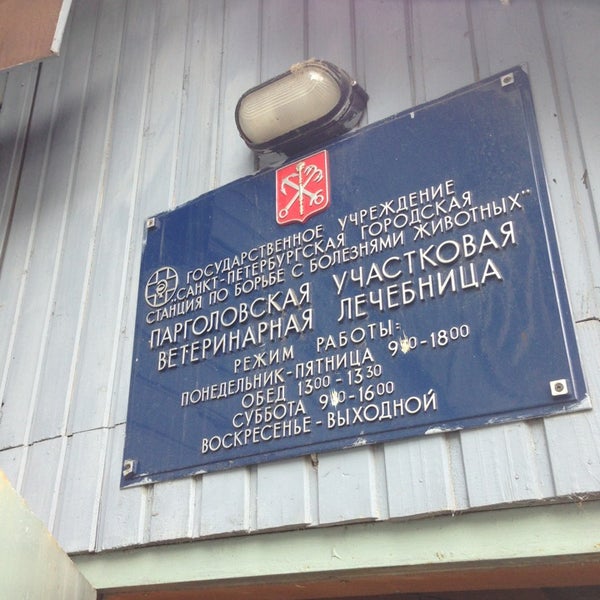 ГОСУДАРСТВЕННОЕ УЧРЕЖДЕНИЕ
„САНКТ-ПЕТЕРБУРГСКАЯ ГОРОДСКАЯ
СТАНЦИЯ ПО БОРЬБЕ С БОЛЕЗНЯМИ ЖИВОТНЫХ"
ПАРГОЛОВСКАЯ УЧАСТКОВАЯ
ВЕТЕРИНАРНАЯ ЛЕЧЕБНИЦА
РЕЖИМ РАБОТЫ:
ПОНЕДЕЛЬНИК-ПЯТНИЦА 900-1800
ОБЕД 1300-1330
СУББОТА 900-1600
ВОСКРЕСЕНЬЕ-ВЫХОДНОЙ